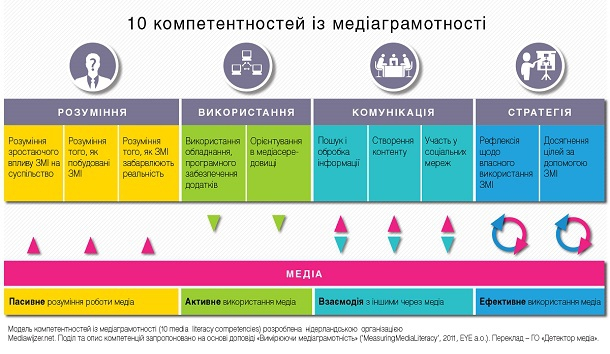 10 компетентностей із медіаграмотності
РОЗУМІННЯ
ВИКОРИСТАННЯ
КОМУНІКАЦІЯ
СТРАТЕГІЯ
Розуміння
зростаючого
впливу ЗМІ на
суспільство
Розуміння
того, як
побудовані
ЗМІ
Розуміння
того, як ЗМІ
забарвлюють
реальність
Використання
обладнання,
програмного
забезпечення
додатків
Орієнтування
в медіасере-
довищі
Пошук і
обробка
інформації
Створення
контенту
Участь у
соціальних
мереж
Рефлексія
щодо
власного
використання
ЗМІ
Досягнення
цілей за
допомогою
ЗМІ
МЕДІА
Пасивне розуміння роботи медіа
Активне використання медіа
Взаємодія з іншими через медіа
Ефективне використання медіа
Модель компетентностей із медіаграмотності (10 media literacy competencies) розроблена нідерландською організацією
Mediawijzer.net. Поділ та опис компетенцій запропоновано на основі доповіді «Вимірюючи медіаграмотність» ('MeasuringMediaLiteracy', 2011, EYE a.o.). Переклад – ГО «Детектор медіа».